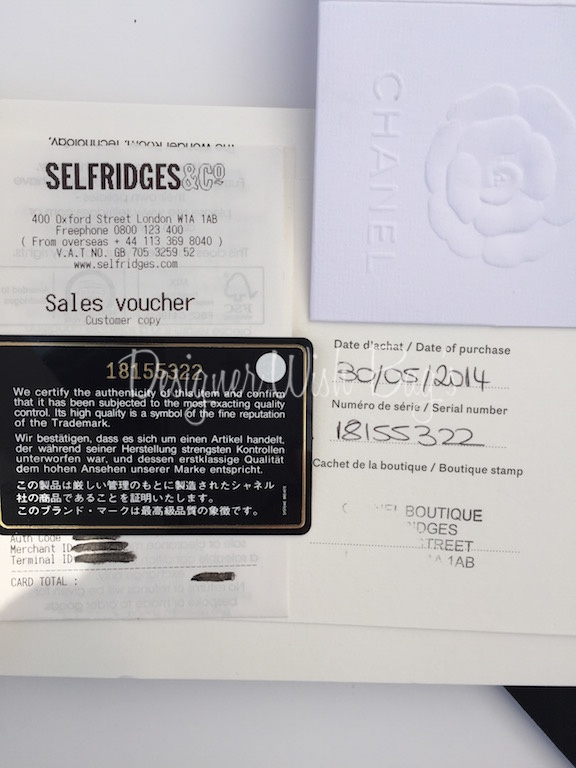 CHANEL
the Wonder Room, Technology,
SELFRIDGES&Co
400 Oxford Street London W1A 1AB
Freephone 0800 123 400
( From overseas + 44 113 369 8040 )
V.A.T NO. GB 705 3259 52
www.selfridges.com
Sales voucher
Customer copy
Designer Wish Bags
18155322
We certify the authenticity of this item and confirm
that it has been subjected to the most exacting quality
control. Its high quality is a symbol of the fine reputation
of the Trademark.
Wir bestätigen, dass es sich um einen Artikel handelt,
der während seiner Herstellung strengsten Kontrollen
unterworfen war, und dessen erstklassige Qualität
dem hohen Ansehen unserer Marke entspricht.
この製品は厳しい管理のもとに製造されたシャネル
社の商品であることを証明いたします。
このブランド・マークは最高級品質の象徴です。
Auth Code
Merchant ID
Terminal ID
CARD TOTAL :
Date d'achat / Date of purchase
30/05/2014
Numéro de série / Serial number
18155322
Cachet de la boutique / Boutique stamp
BOUTIQUE
RIDGES
TREET
1AB